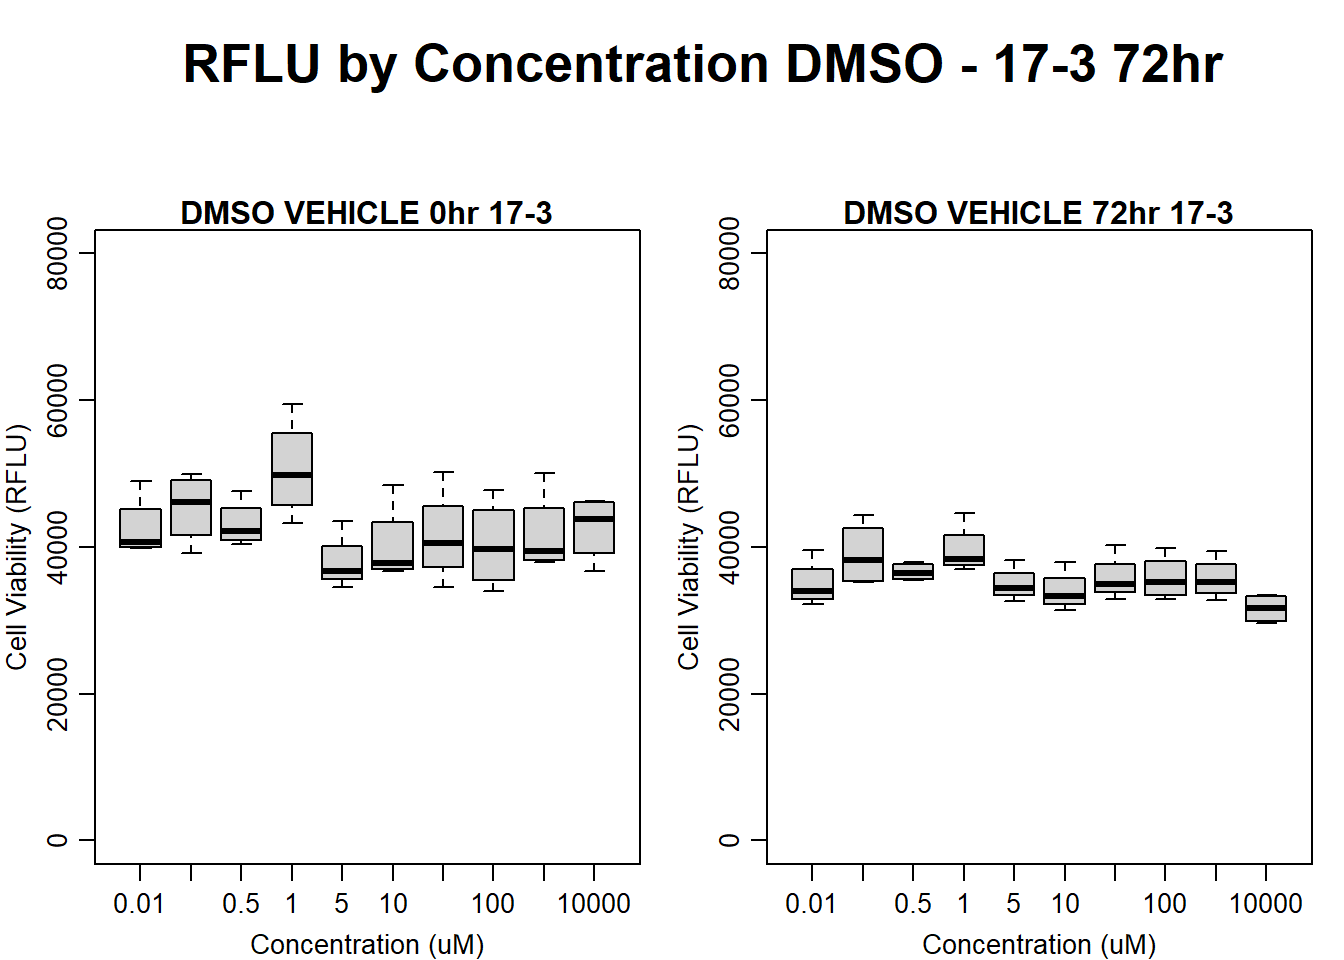 RFLU by Concentration DMSO - 17-3 72hr
DMSO VEHICLE 0hr 17-3
Cell Viability (RFLU)
80000
60000
40000
20000
0
0.01 0.5 1 5 10 100 10000
Concentration (uM)
DMSO VEHICLE 72hr 17-3
Cell Viability (RFLU)
80000
60000
40000
20000
0
0.01 0.5 1 5 10 100 10000
Concentration (uM)